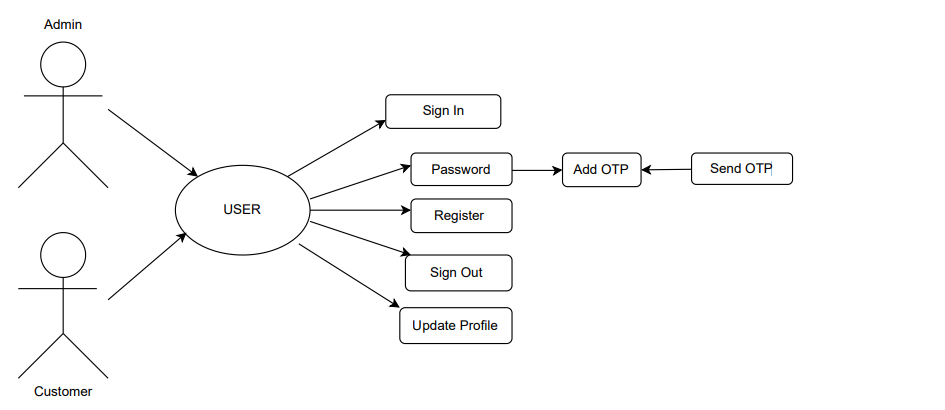 Admin
Sign In
Password
Add OTP
Send OTP
USER
Register
Sign Out
Update Profile
Customer